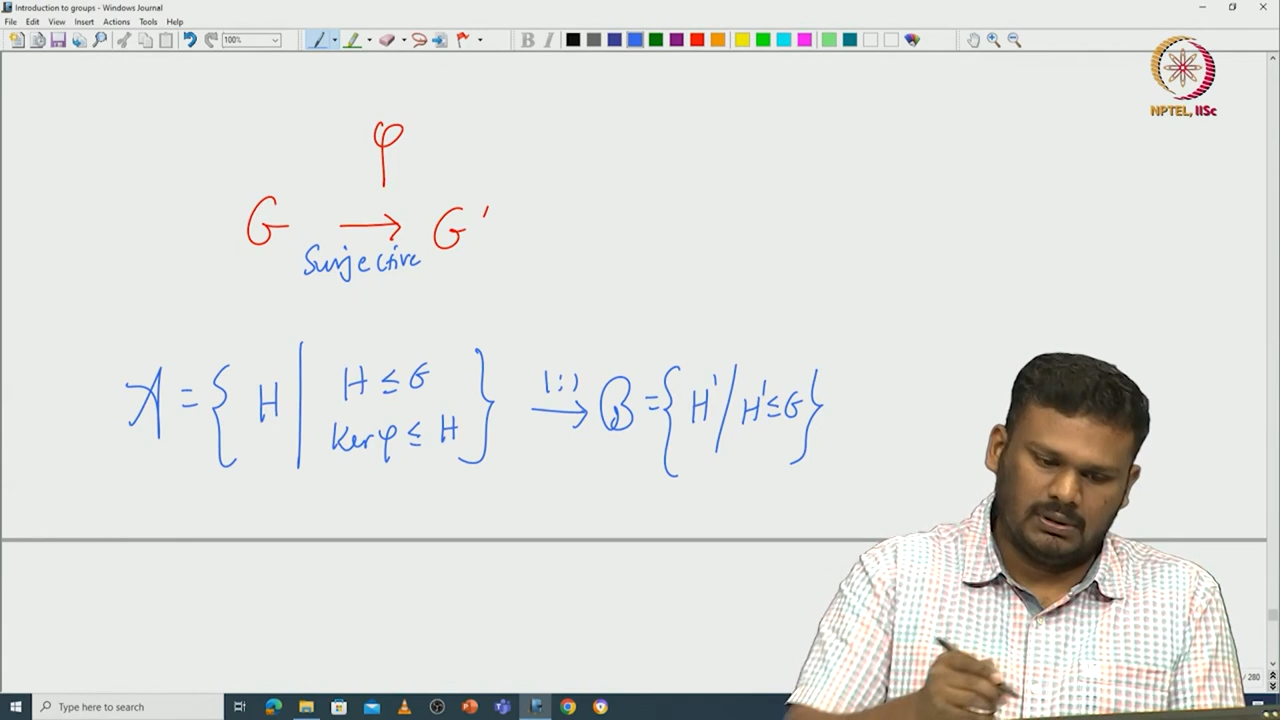 Introduction to groups - Windows Journal
File Edit View Insert Actions Tools Help
100%
B I
NPTEL, IISc
φ
G → G'
Surjective
A = { H | H ≤ G
Ker φ ≤ H } 1:1 → B = { H' / H' ≤ G }
/ 280
Type here to search